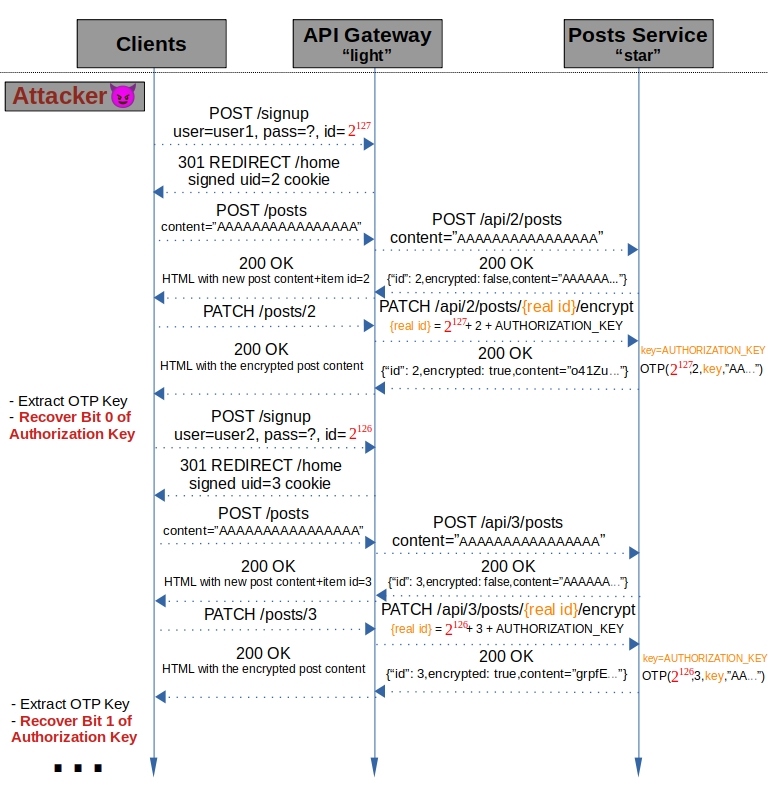 Clients
API Gateway
“light”
Posts Service
“star”
Attacker
POST /signup
user=user1, pass=?, id= 2^127
301 REDIRECT /home
signed uid=2 cookie
POST /posts
content=”AAAAAAAAAAAAAAAA”
POST /api/2/posts
content=”AAAAAAAAAAAAAAAA”
200 OK
HTML with new post content+item id=2
200 OK
{“id”: 2,encrypted: false,content=”AAAAAA...”}
PATCH /posts/2
PATCH /api/2/posts/{real id}/encrypt
{real id} = 2^127+ 2 + AUTHORIZATION_KEY
200 OK
HTML with the encrypted post content
200 OK
{“id”: 2,encrypted: true,content=”o41Zu...”}
key=AUTHORIZATION_KEY
OTP(2^127,2,key,”AA...”)
- Extract OTP Key
- Recover Bit 0 of
Authorization Key
POST /signup
user=user2, pass=?, id= 2^126
301 REDIRECT /home
signed uid=3 cookie
POST /posts
content=”AAAAAAAAAAAAAAAA”
POST /api/3/posts
content=”AAAAAAAAAAAAAAAA”
200 OK
HTML with new post content+item id=3
200 OK
{“id”: 3,encrypted: false,content=”AAAAAA...”}
PATCH /posts/3
PATCH /api/3/posts/{real id}/encrypt
{real id} = 2^126+ 3 + AUTHORIZATION_KEY
200 OK
HTML with the encrypted post content
200 OK
{“id”: 3,encrypted: true,content=”grpfE...”}
key=AUTHORIZATION_KEY
OTP(2^126,3,key,”AA...”)
- Extract OTP Key
- Recover Bit 1 of
Authorization Key
...